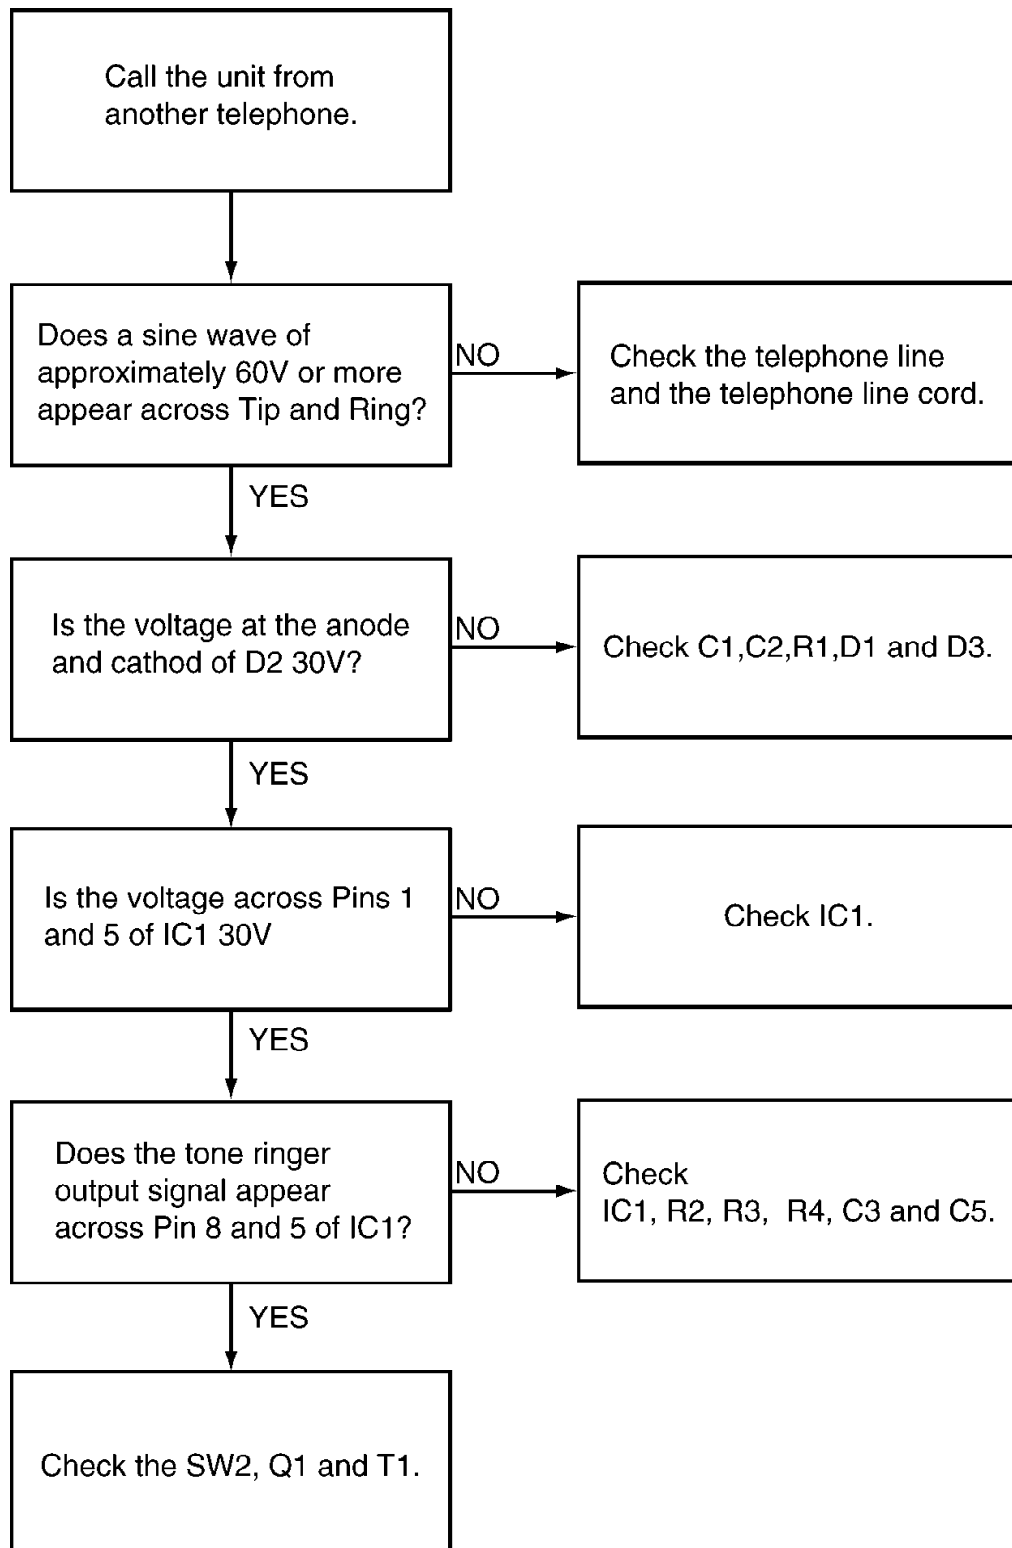 Call the unit from
another telephone.
Does a sine wave of
approximately 60V or more
appear across Tip and Ring?
NO
Check the telephone line
and the telephone line cord.
YES
Is the voltage at the anode
and cathod of D2 30V?
NO
Check C1,C2,R1,D1 and D3.
YES
Is the voltage across Pins 1
and 5 of IC1 30V
NO
Check IC1.
YES
Does the tone ringer
output signal appear
across Pin 8 and 5 of IC1?
NO
Check
IC1, R2, R3, R4, C3 and C5.
YES
Check the SW2, Q1 and T1.